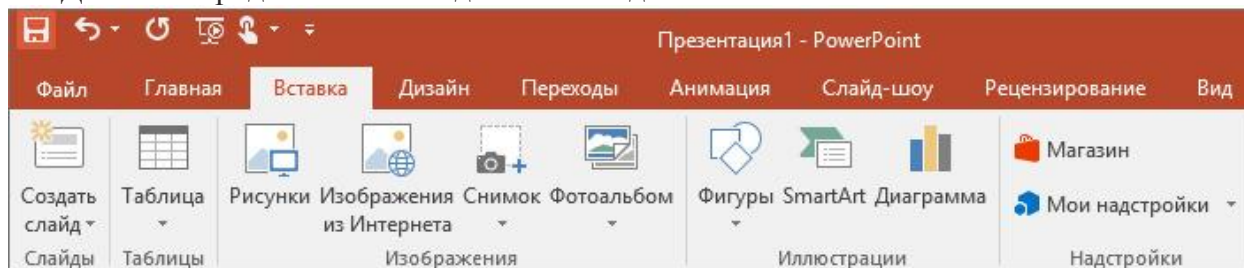 Презентация1 - PowerPoint
Файл Главная Вставка Дизайн Переходы Анимация Слайд-шоу Рецензирование Вид
Создать слайд
Таблица
Рисунки
Изображения из Интернета
Снимок
Фотоальбом
Фигуры
SmartArt
Диаграмма
Магазин
Мои надстройки
Слайды Таблицы Изображения Иллюстрации Надстройки